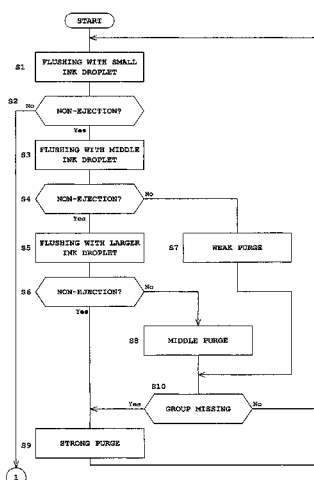 START
S1
FLUSHING WITH SMALL
INK DROPLET
S2
No
NON-EJECTION?
Yes
S3
FLUSHING WITH MIDDLE
INK DROPLET
S4
NON-EJECTION?
No
Yes
S5
FLUSHING WITH LARGER
INK DROPLET
S7
WEAK PURGE
S6
NON-EJECTION?
No
Yes
S8
MIDDLE PURGE
S10
Yes
GROUP MISSING
No
S9
STRONG PURGE
1